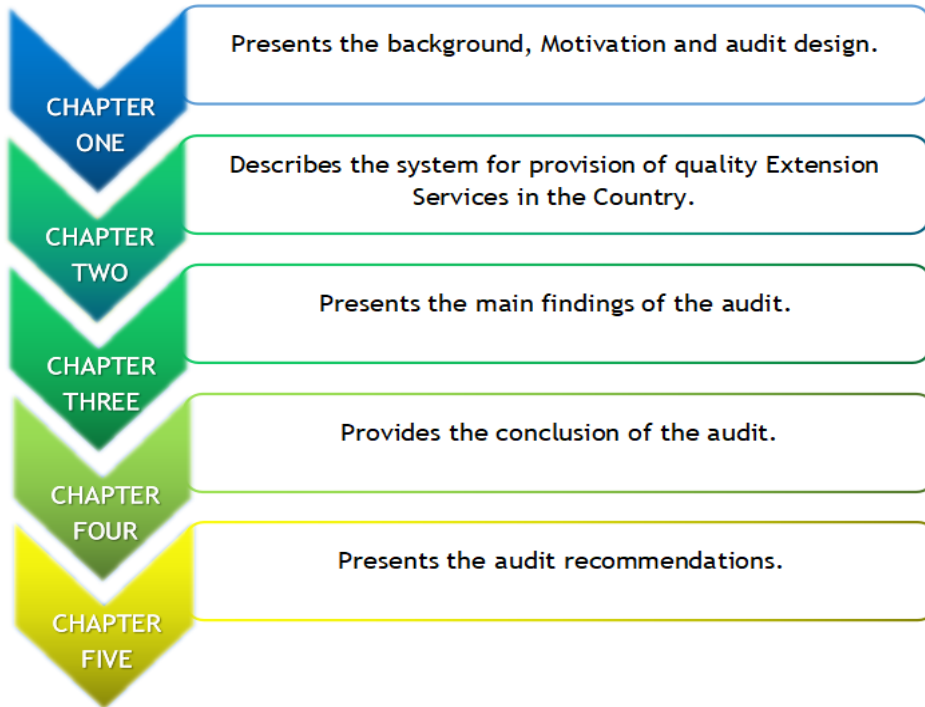 CHAPTER
ONE
Presents the background, Motivation and audit design.
CHAPTER
TWO
Describes the system for provision of quality Extension
Services in the Country.
CHAPTER
THREE
Presents the main findings of the audit.
CHAPTER
FOUR
Provides the conclusion of the audit.
CHAPTER
FIVE
Presents the audit recommendations.